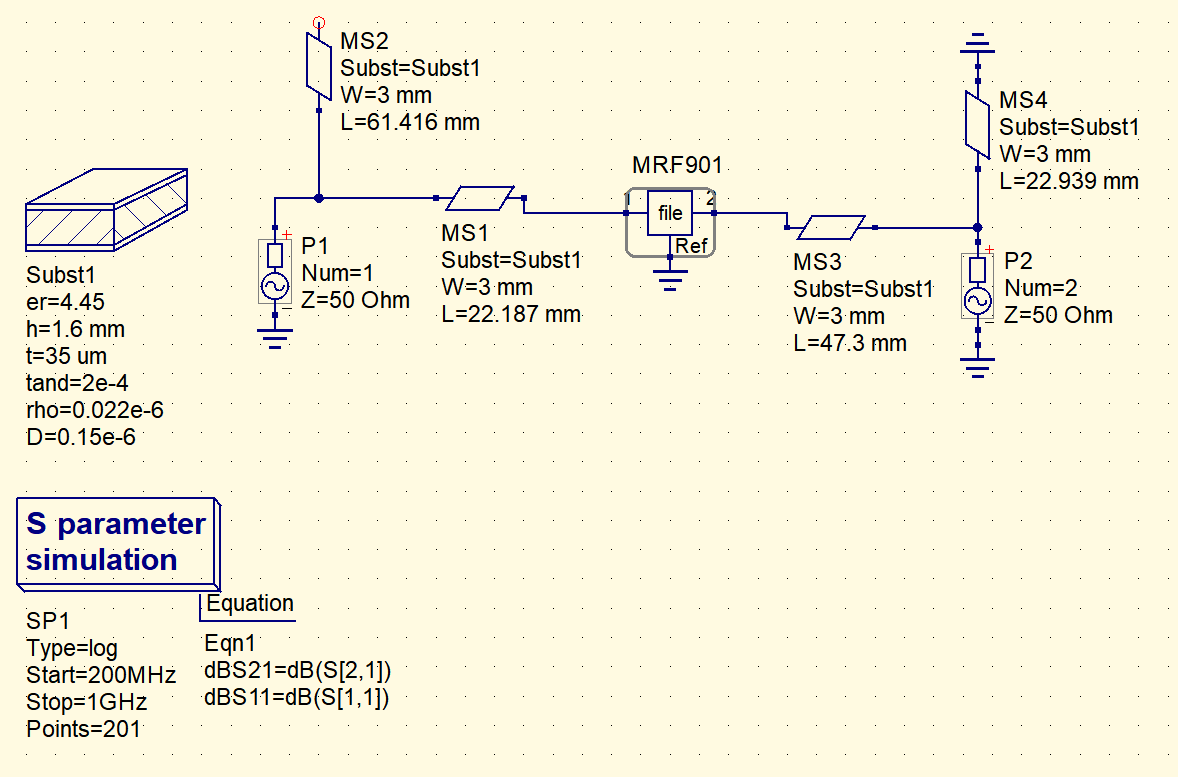 MS2
Subst=Subst1
W=3 mm
L=61.416 mm
MS4
Subst=Subst1
W=3 mm
L=22.939 mm
MRF901
1
2
file
Ref
P1
Num=1
Z=50 Ohm
MS1
Subst=Subst1
W=3 mm
L=22.187 mm
MS3
Subst=Subst1
W=3 mm
L=47.3 mm
P2
Num=2
Z=50 Ohm
Subst1
er=4.45
h=1.6 mm
t=35 um
tand=2e-4
rho=0.022e-6
D=0.15e-6
S parameter
simulation
SP1
Type=log
Start=200MHz
Stop=1GHz
Points=201
Equation
Eqn1
dBS21=dB(S[2,1])
dBS11=dB(S[1,1])